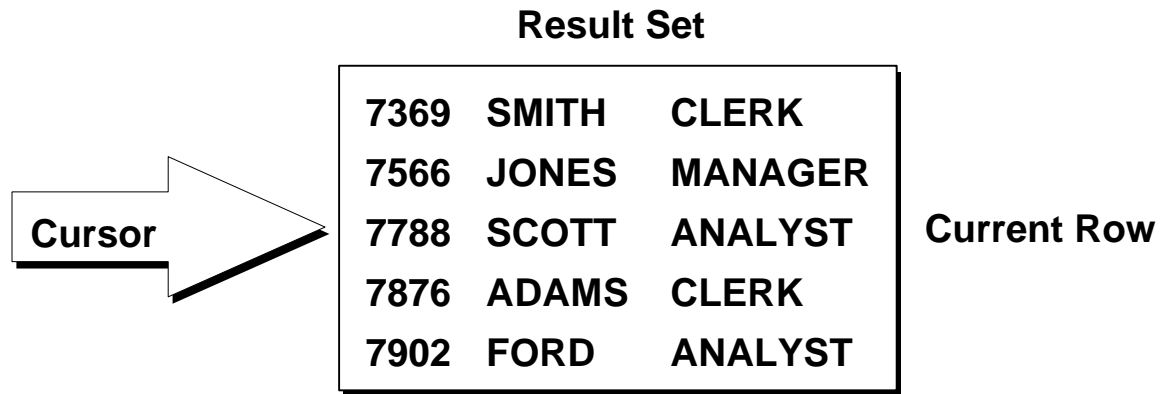 Result Set
7369 SMITH CLERK
7566 JONES MANAGER
Cursor
7788 SCOTT ANALYST
Current Row
7876 ADAMS CLERK
7902 FORD ANALYST